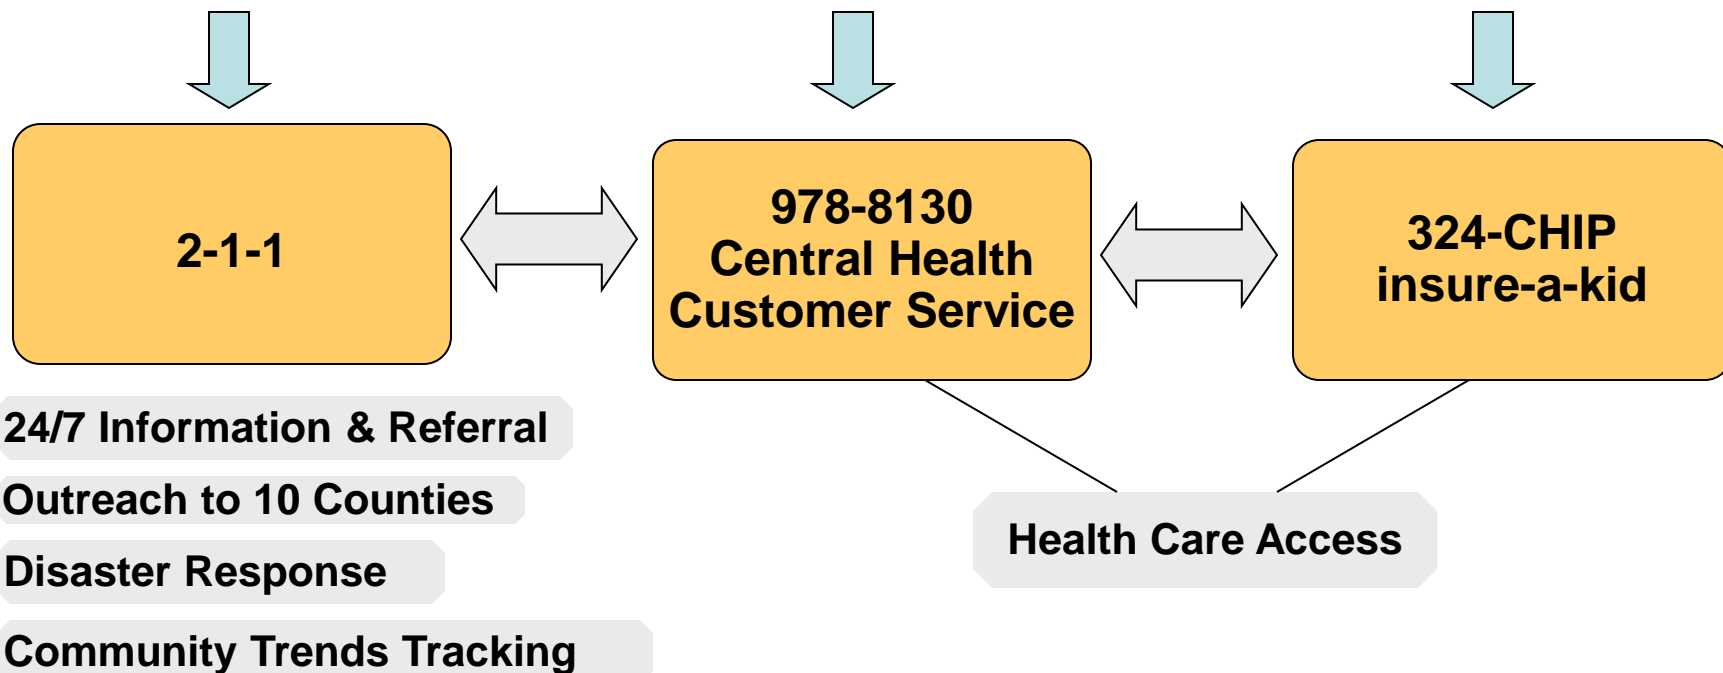 2-1-1
978-8130
Central Health
Customer Service
324-CHIP
insure-a-kid
24/7 Information & Referral
Outreach to 10 Counties
Disaster Response
Community Trends Tracking
Health Care Access